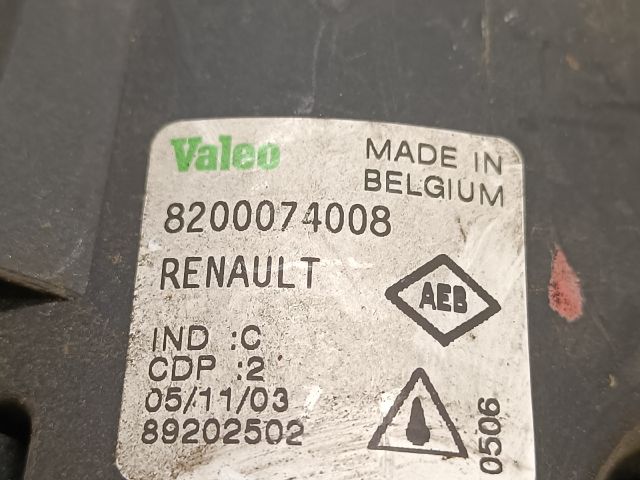 Valeo
MADE IN
BELGIUM
8200074008
RENAULT
AEB
IND :C
CDP :2
05/11/03
89202502
0506